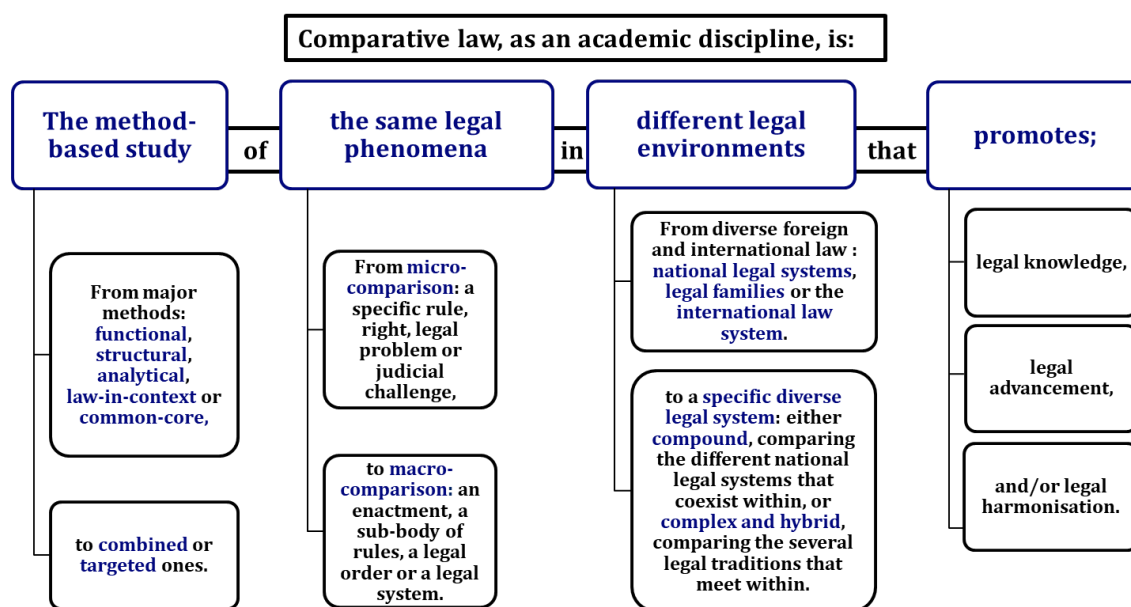 Comparative law, as an academic discipline, is:
The method-
based study
of
the same legal
phenomena
in
different legal
environments
that
promotes;
From major
methods:
functional,
structural,
analytical,
law-in-context or
common-core,
to combined or
targeted ones.
From micro-
comparison: a
specific rule,
right, legal
problem or
judicial
challenge,
to macro-
comparison: an
enactment, a
sub-body of
rules, a legal
order or a legal
system.
From diverse foreign
and international law :
national legal systems,
legal families or the
international law
system.
to a specific diverse
legal system: either
compound, comparing
the different national
legal systems that
coexist within, or
complex and hybrid,
comparing the several
legal traditions that
meet within.
legal knowledge,
legal
advancement,
and/or legal
harmonisation.